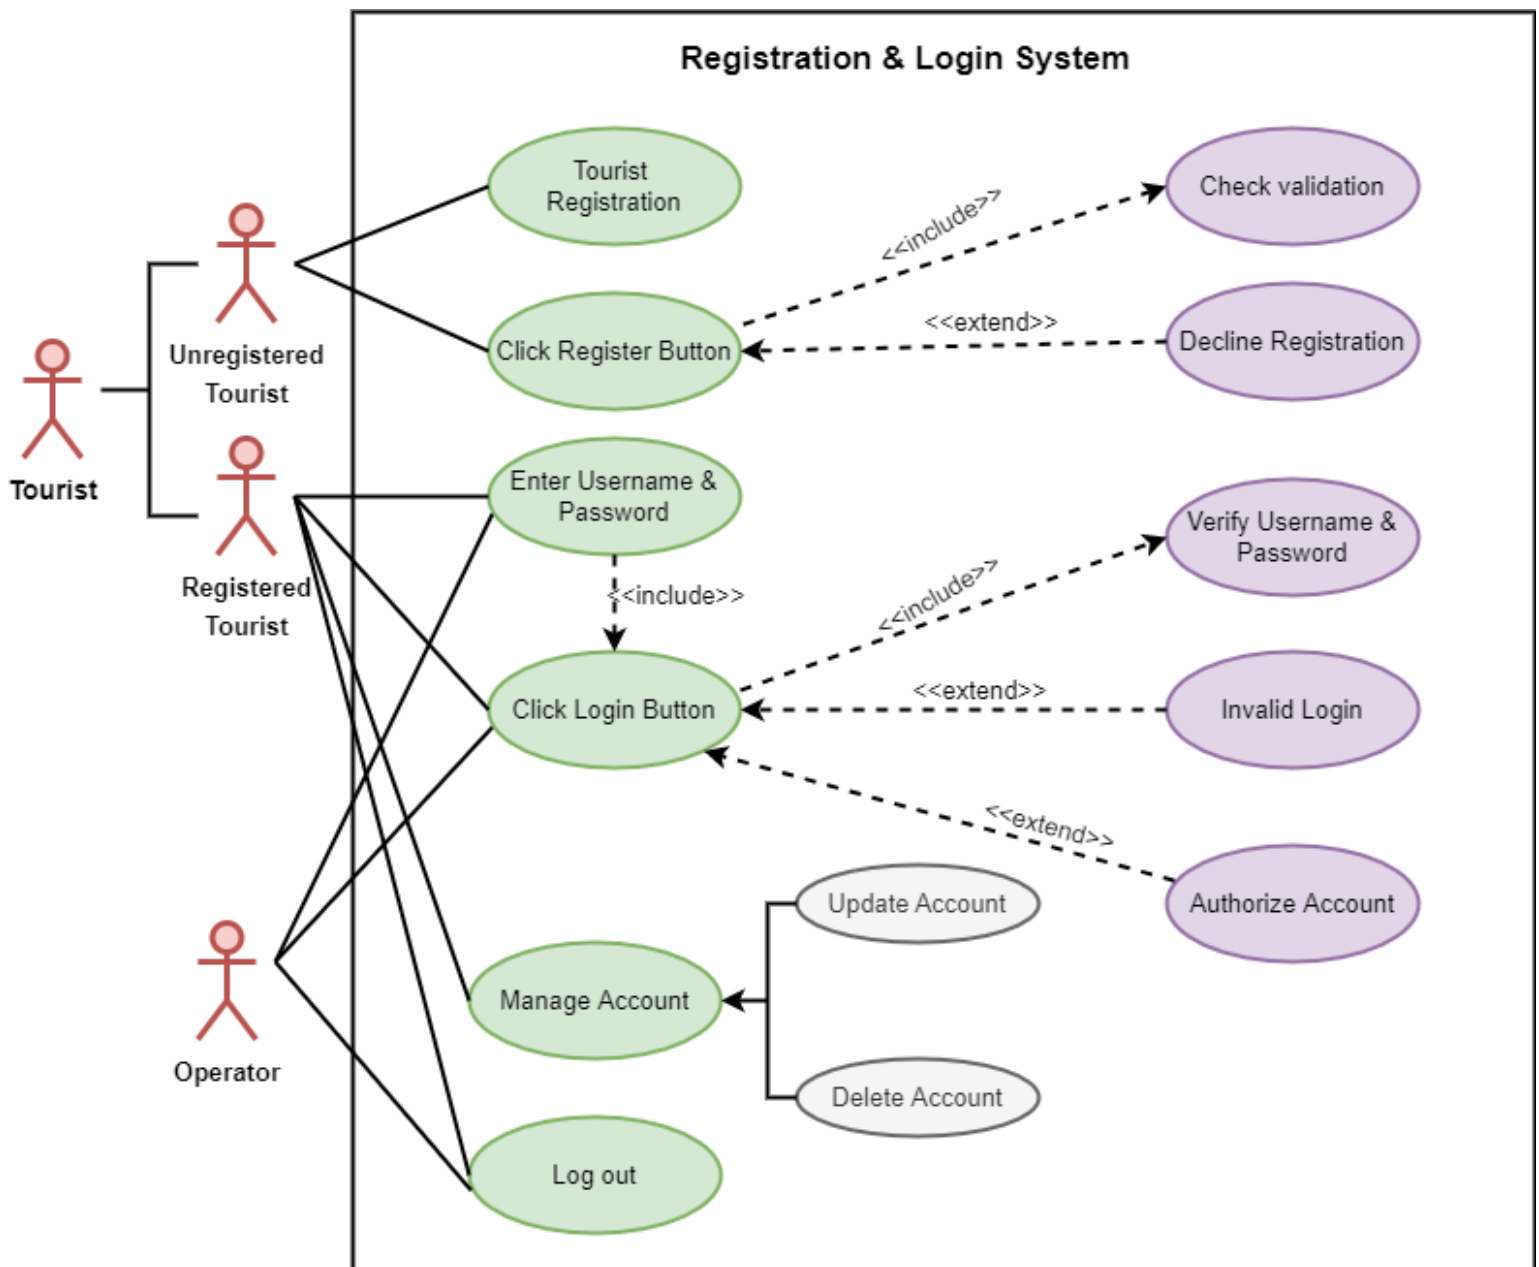 Registration & Login System
Tourist
Registration
Check validation
<<include>>
Click Register Button
<<extend>>
Decline Registration
Unregistered
Tourist
Tourist
Enter Username &
Password
Verify Username &
Password
Registered
Tourist
<<include>>
<<include>>
Click Login Button
<<extend>>
Invalid Login
<<extend>>
Update Account
Authorize Account
Manage Account
Operator
Delete Account
Log out